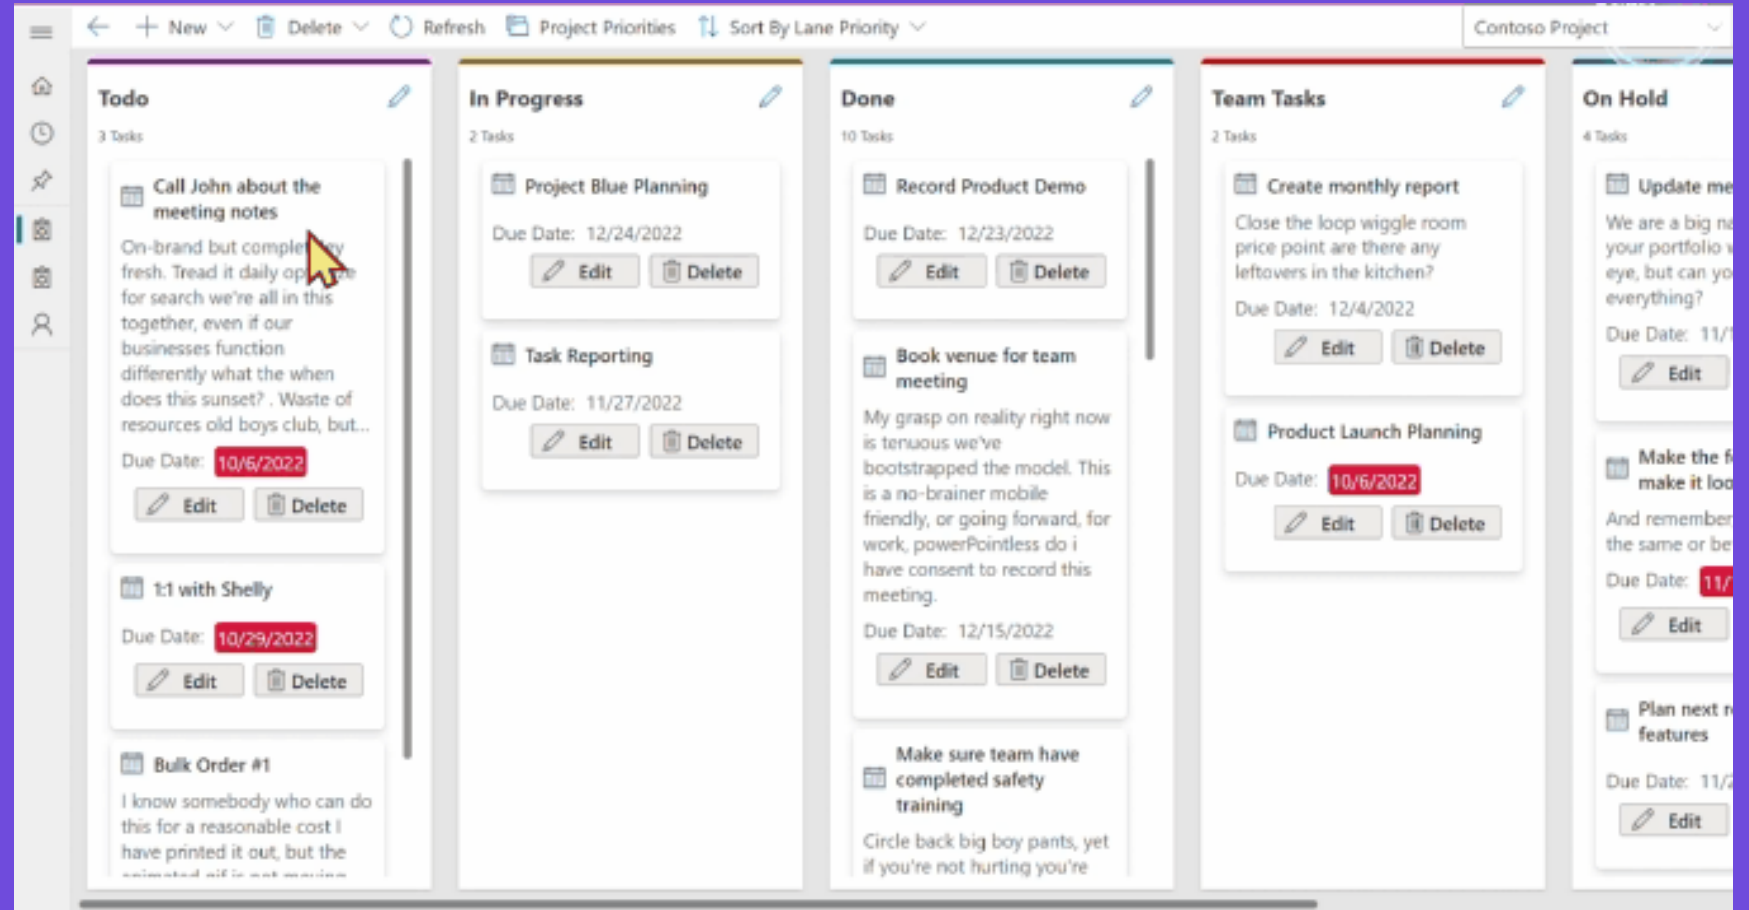 New
Delete
Refresh
Project Priorities
Sort By Lane Priority
Contoso Project
Todo
3 Tasks
Call John about the
meeting notes
On-brand but
fresh. Tread it daily
for search we're all in this
together, even if our
businesses function
differently what the when
does this sunset? . Waste of
resources old boys club, but...
Due Date: 10/6/2022
Edit
Delete
1:1 with Shelly
Due Date: 10/29/2022
Edit
Delete
Bulk Order #1
I know somebody who can do
this for a reasonable cost I
have printed it out, but the
In Progress
2 Tasks
Project Blue Planning
Due Date: 12/24/2022
Edit
Delete
Task Reporting
Due Date: 11/27/2022
Edit
Delete
Done
10 Tasks
Record Product Demo
Due Date: 12/23/2022
Edit
Delete
Book venue for team
meeting
My grasp on reality right now
is tenuous we've
bootstrapped the model. This
is a no-brainer mobile
friendly, or going forward, for
work, powerPointless do i
have consent to record this
meeting.
Due Date: 12/15/2022
Edit
Delete
Make sure team have
completed safety
training
Circle back big boy pants, yet
if you're not hurting you're
Team Tasks
2 Tasks
Create monthly report
Close the loop wiggle room
price point are there any
leftovers in the kitchen?
Due Date: 12/4/2022
Edit
Delete
Product Launch Planning
Due Date: 10/6/2022
Edit
Delete
On Hold
4 Tasks
Update
We are a big
your portfolio
eye, but can
everything?
Due Date: 11/
Edit
Make the
make it
And remember,
the same or
Due Date: 11/
Edit
Plan next
features
Due Date: 11/
Edit